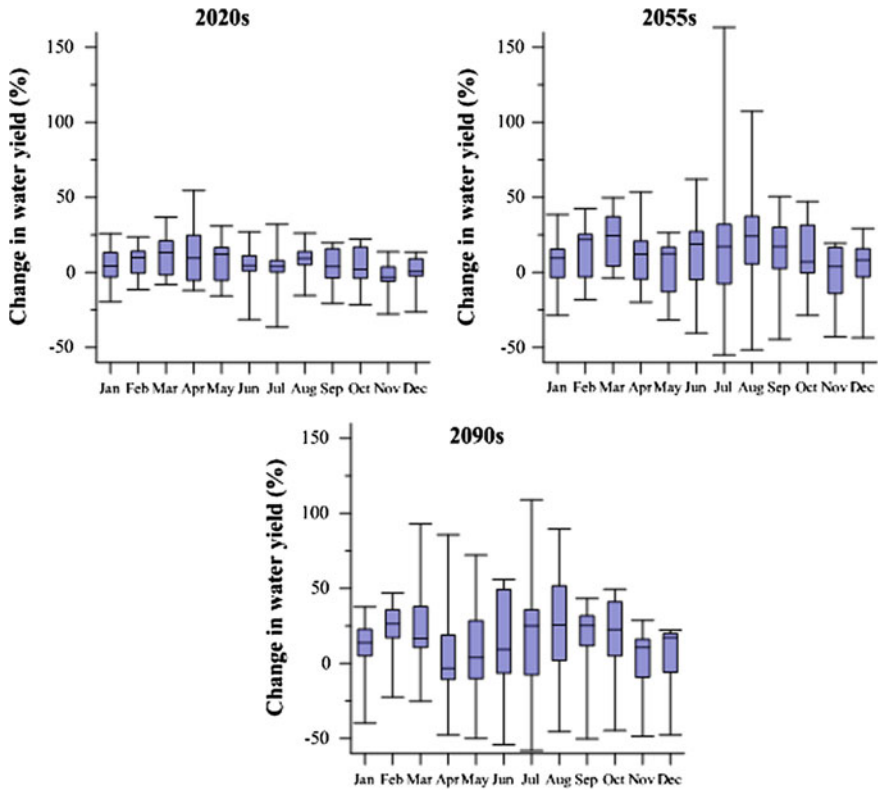 2020s
Change in water yield (%)
150
100
50
0
-50
Jan Feb Mar Apr May Jun Jul Aug Sep Oct Nov Dec
2055s
Change in water yield (%)
150
100
50
0
-50
Jan Feb Mar Apr May Jun Jul Aug Sep Oct Nov Dec
2090s
Change in water yield (%)
150
100
50
0
-50
Jan Feb Mar Apr May Jun Jul Aug Sep Oct Nov Dec